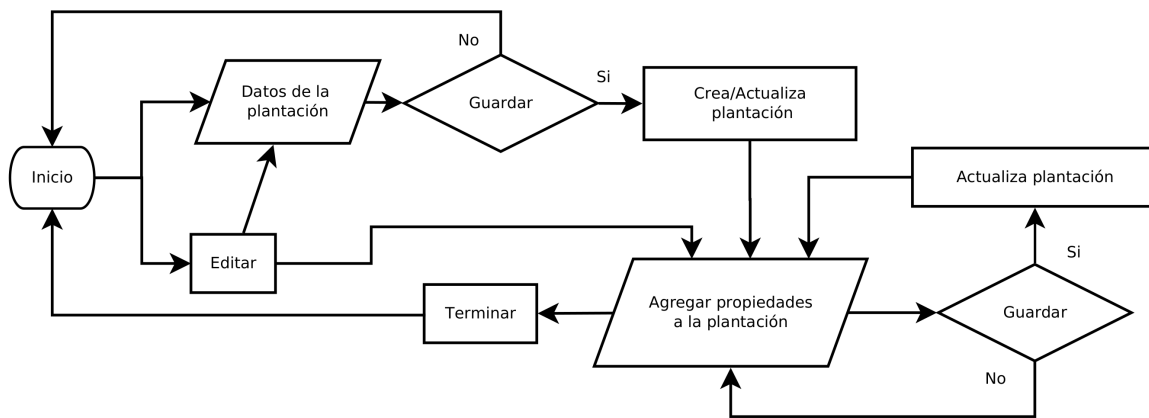 No
Datos de la
plantación
Guardar
Si
Crea/Actualiza
plantación
Inicio
Actualiza plantación
Editar
Si
Terminar
Agregar propiedades
a la plantación
Guardar
No